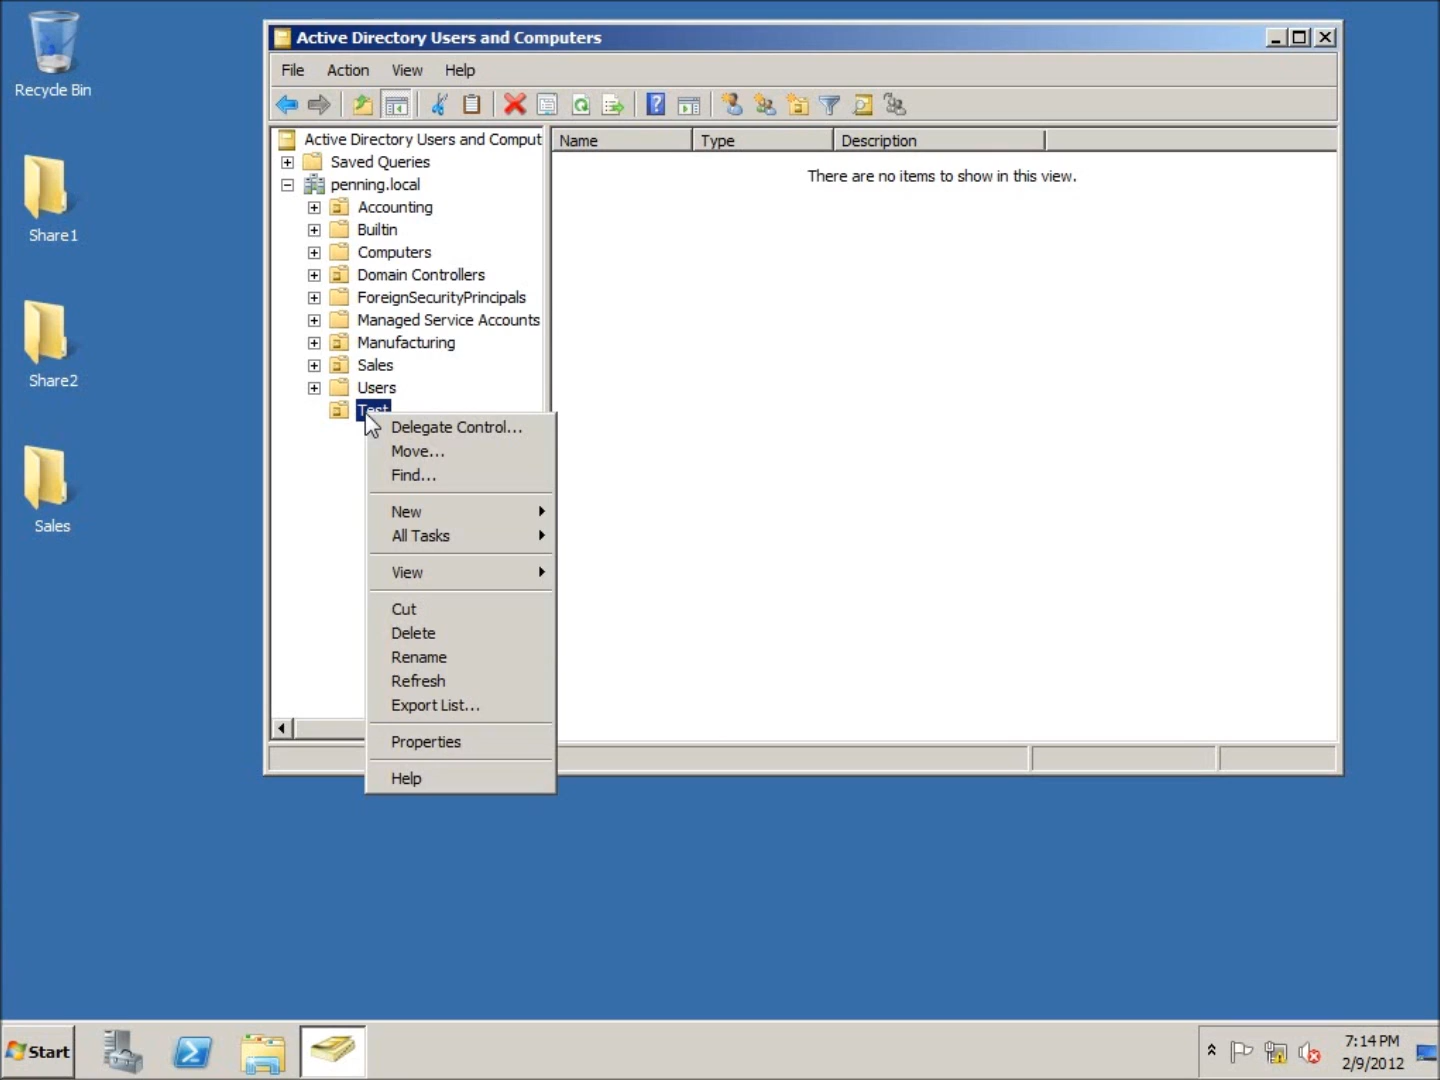 Recycle Bin
Share1
Share2
Sales
Active Directory Users and Computers
File Action View Help
Active Directory Users and Comput
Saved Queries
penning.local
Accounting
Builtin
Computers
Domain Controllers
ForeignSecurityPrincipals
Managed Service Accounts
Manufacturing
Sales
Users
Test
Name Type Description
There are no items to show in this view.
Delegate Control...
Move...
Find...
New
All Tasks
View
Cut
Delete
Rename
Refresh
Export List...
Properties
Help
Start
7:14 PM
2/9/2012